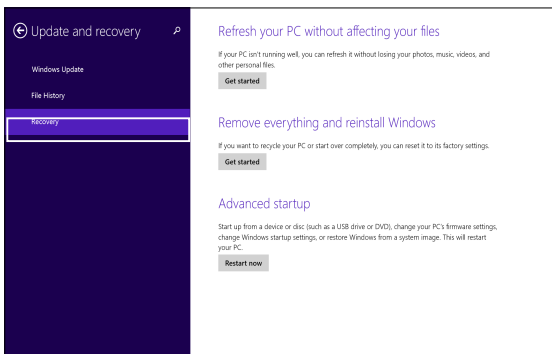 Update and recovery
Windows Update
File History
Recovery
Refresh your PC without affecting your files
If your PC isn't running well, you can refresh it without losing your photos, music, videos, and
other personal files.
Get started
Remove everything and reinstall Windows
If you want to recycle your PC or start over completely, you can reset it to its factory settings.
Get started
Advanced startup
Start up from a device or disc (such as a USB drive or DVD), change your PC's firmware settings,
change Windows startup settings, or restore Windows from a system image. This will restart
your PC.
Restart now